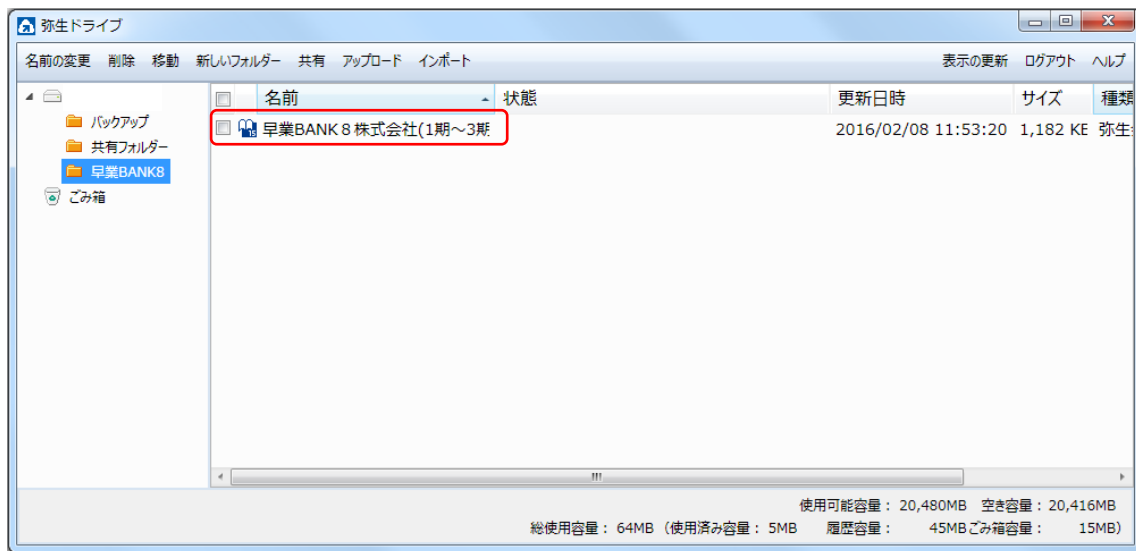 弥生ドライブ
名前の変更 削除 移動 新しいフォルダー 共有 アップロード インポート 表示の更新 ログアウト ヘルプ
名前 状態 更新日時 サイズ 種類
バックアップ
共有フォルダー
早業BANK8
ごみ箱
早業BANK8株式会社(1期～3期 2016/02/08 11:53:20 1,182 KE 弥生
使用可能容量： 20,480MB 空き容量： 20,416MB
総使用容量： 64MB（使用済み容量： 5MB 履歴容量： 45MBごみ箱容量： 15MB)